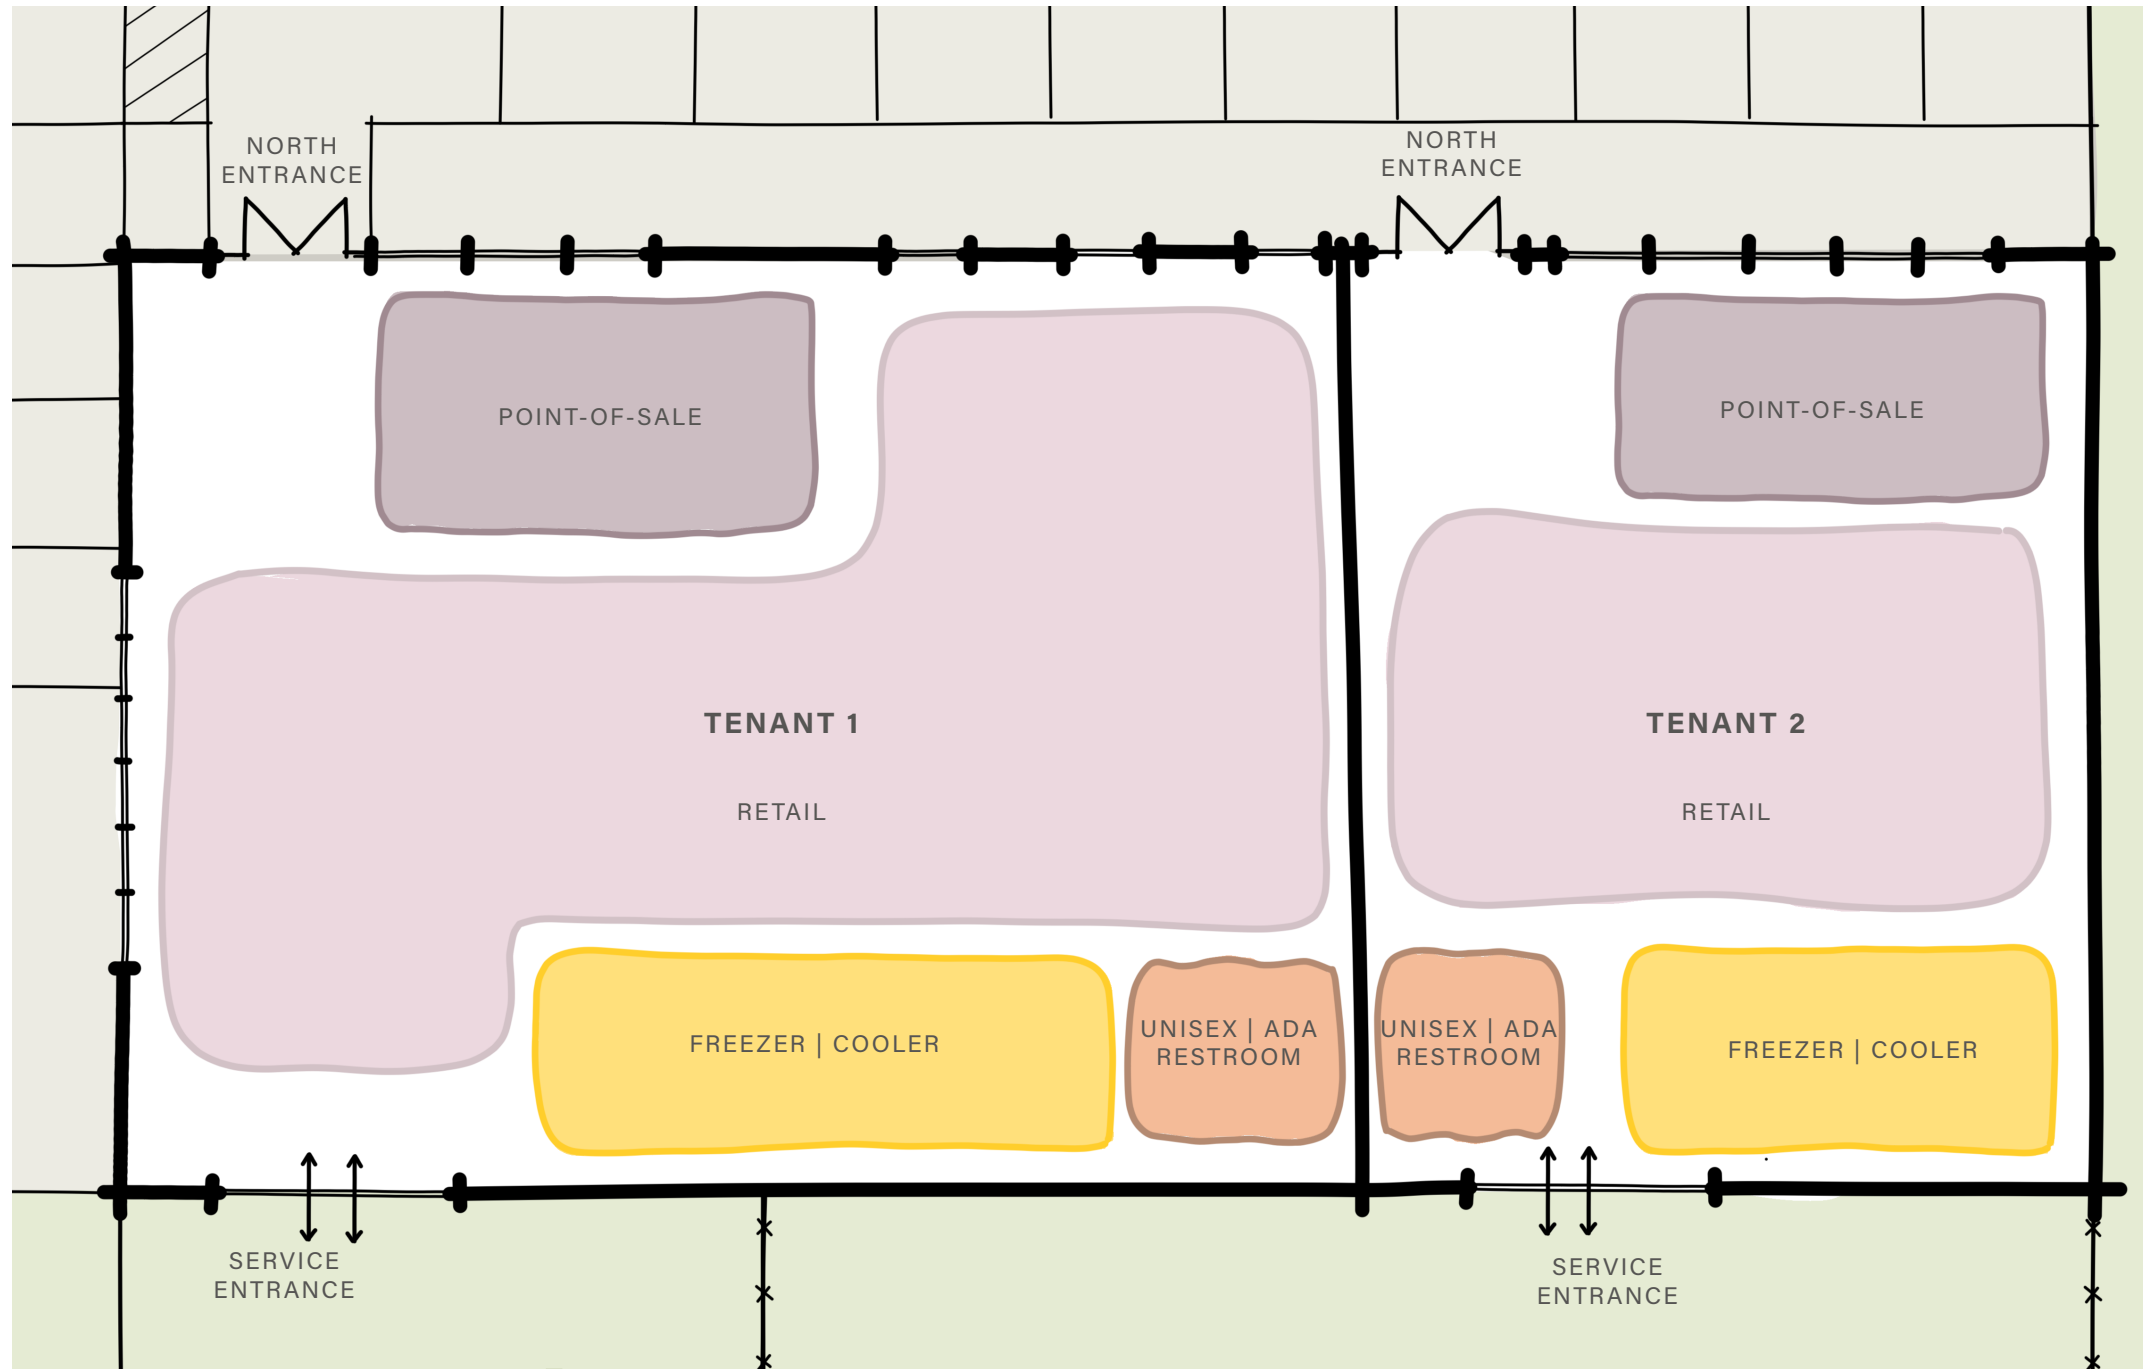 NORTH
ENTRANCE
NORTH
ENTRANCE
POINT-OF-SALE
POINT-OF-SALE
TENANT 1
RETAIL
TENANT 2
RETAIL
FREEZER | COOLER
UNISEX | ADA
RESTROOM
UNISEX | ADA
RESTROOM
FREEZER | COOLER
SERVICE
ENTRANCE
SERVICE
ENTRANCE